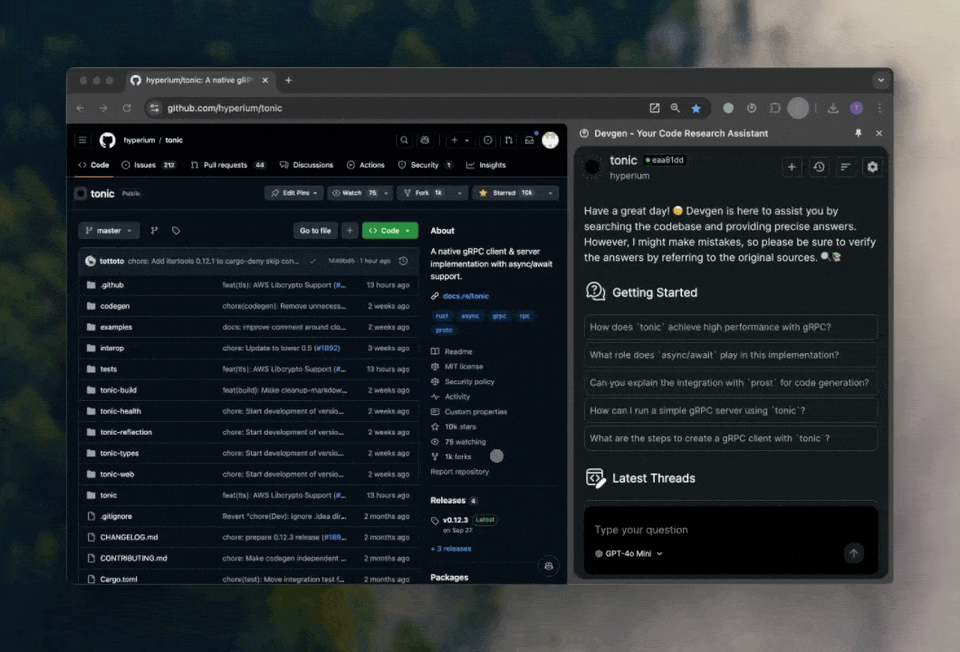 hyperium/tonic: A native gRP
github.com/hyperium/tonic
hyperium / tonic
Code Issues 212 Pull requests 44 Discussions Actions Security 1 Insights
tonic Public
Edit Pins Watch 75 Fork 1k Starred 10k
master
Go to file + Code
tottoto chore: Add itertools 0.12.1 to cargo-deny skip con... 1 hour ago
.github feat(tls): AWS Libcrypto Support (#... 13 hours ago
codegen chore(codegen): Remove unnecess... 2 weeks ago
examples docs: improve comment around clo... 2 weeks ago
interop chore: Update to tower 0.5 (#1892) 3 weeks ago
tests feat(tls): AWS Libcrypto Support (#... 13 hours ago
tonic-build feat(build): Make cleanup-markdow... 2 weeks ago
tonic-health chore: Start development of versio... 2 weeks ago
tonic-reflection chore: Start development of versio... 2 weeks ago
tonic-types chore: Start development of versio... 2 weeks ago
tonic-web chore: Start development of versio... 2 weeks ago
tonic feat(tls): AWS Libcrypto Support (#... 13 hours ago
.gitignore Revert "chore(Dev): ignore .idea dir... 2 months ago
CHANGELOG.md chore: prepare 0.12.3 release (#189... 2 months ago
CONTRIBUTING.md chore: Make codegen independent ... 2 months ago
Cargo.toml chore(test): Move integration test f... 2 months ago
About
A native gRPC client & server
implementation with async/await
support.
docs.rs/tonic
rust async grpc rpc
proto
Readme
MIT license
Security policy
Activity
Custom properties
10k stars
75 watching
1k forks
Report repository
Releases 4
v0.12.3 Latest
on Sep 27
+ 3 releases
Packages
Devgen - Your Code Research Assistant
tonic eaa81dd
hyperium
Have a great day! Devgen is here to assist you by
searching the codebase and providing precise answers.
However, I might make mistakes, so please be sure to verify
the answers by referring to the original sources.
Getting Started
How does `tonic` achieve high performance with gRPC?
What role does `async/await` play in this implementation?
Can you explain the integration with `prost` for code generation?
How can I run a simple gRPC server using `tonic`?
What are the steps to create a gRPC client with `tonic`?
Latest Threads
Type your question
GPT-4o Mini